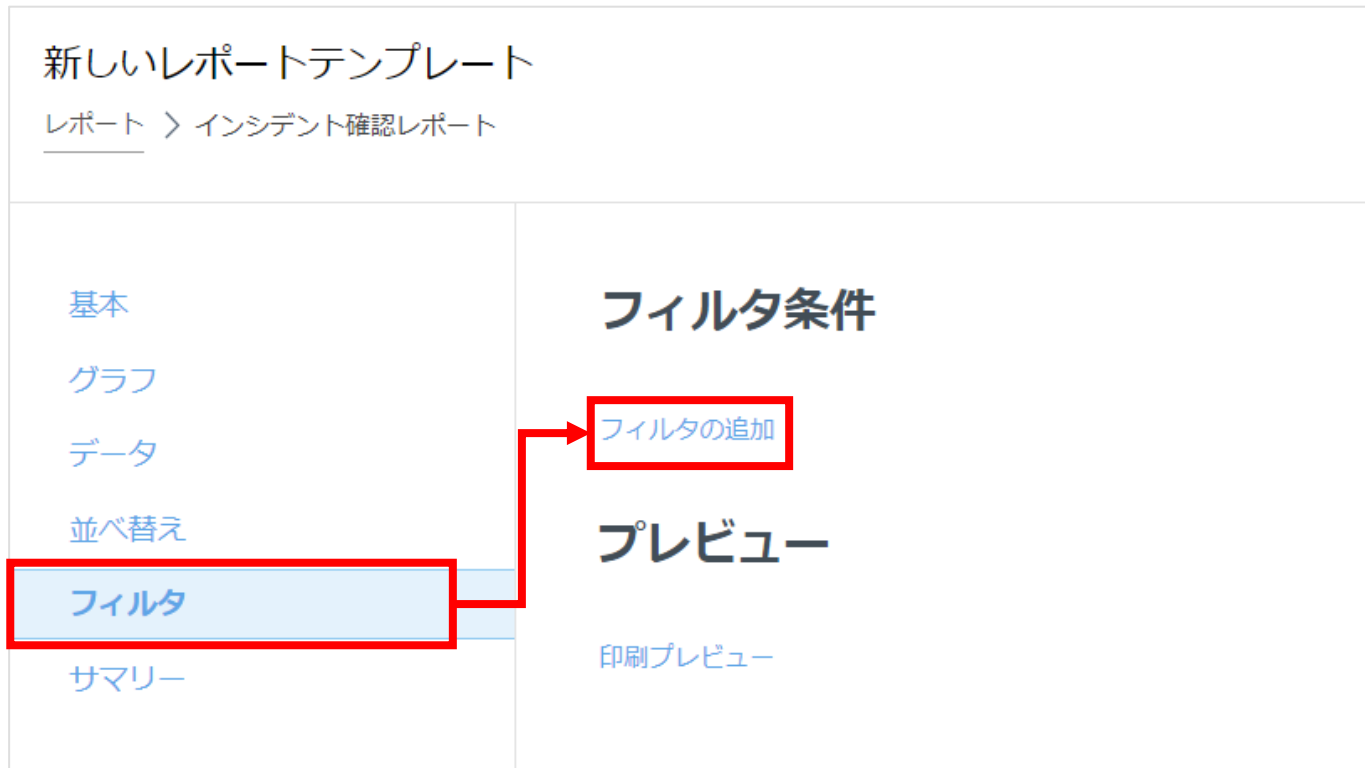 新しいレポートテンプレート
レポート > インシデント確認レポート
基本
グラフ
データ
並べ替え
フィルタ
サマリー
フィルタ条件
フィルタの追加
プレビュー
印刷プレビュー